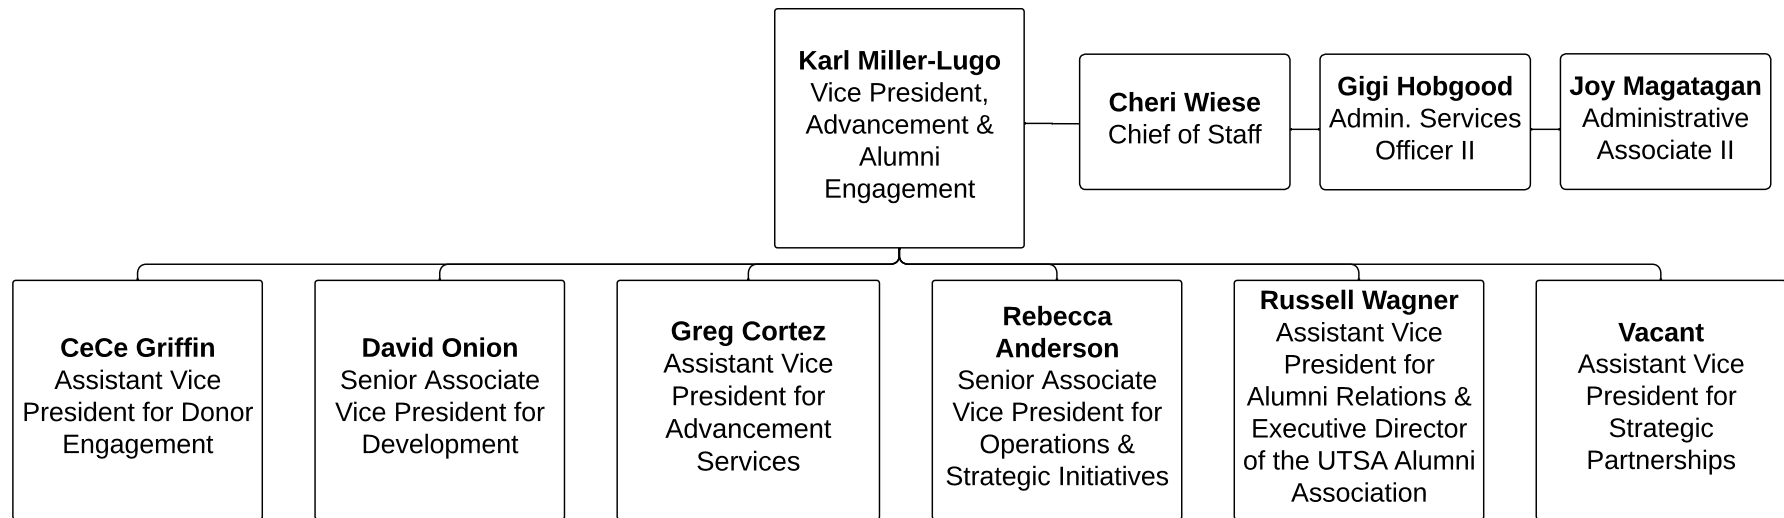 Karl Miller-Lugo
Vice President,
Advancement &
Alumni
Engagement
Cheri Wiese
Chief of Staff
Gigi Hobgood
Admin. Services
Officer II
Joy Magatagan
Administrative
Associate II
CeCe Griffin
Assistant Vice
President for Donor
Engagement
David Onion
Senior Associate
Vice President for
Development
Greg Cortez
Assistant Vice
President for
Advancement
Services
Rebecca
Anderson
Senior Associate
Vice President for
Operations &
Strategic Initiatives
Russell Wagner
Assistant Vice
President for
Alumni Relations &
Executive Director
of the UTSA Alumni
Association
Vacant
Assistant Vice
President for
Strategic
Partnerships